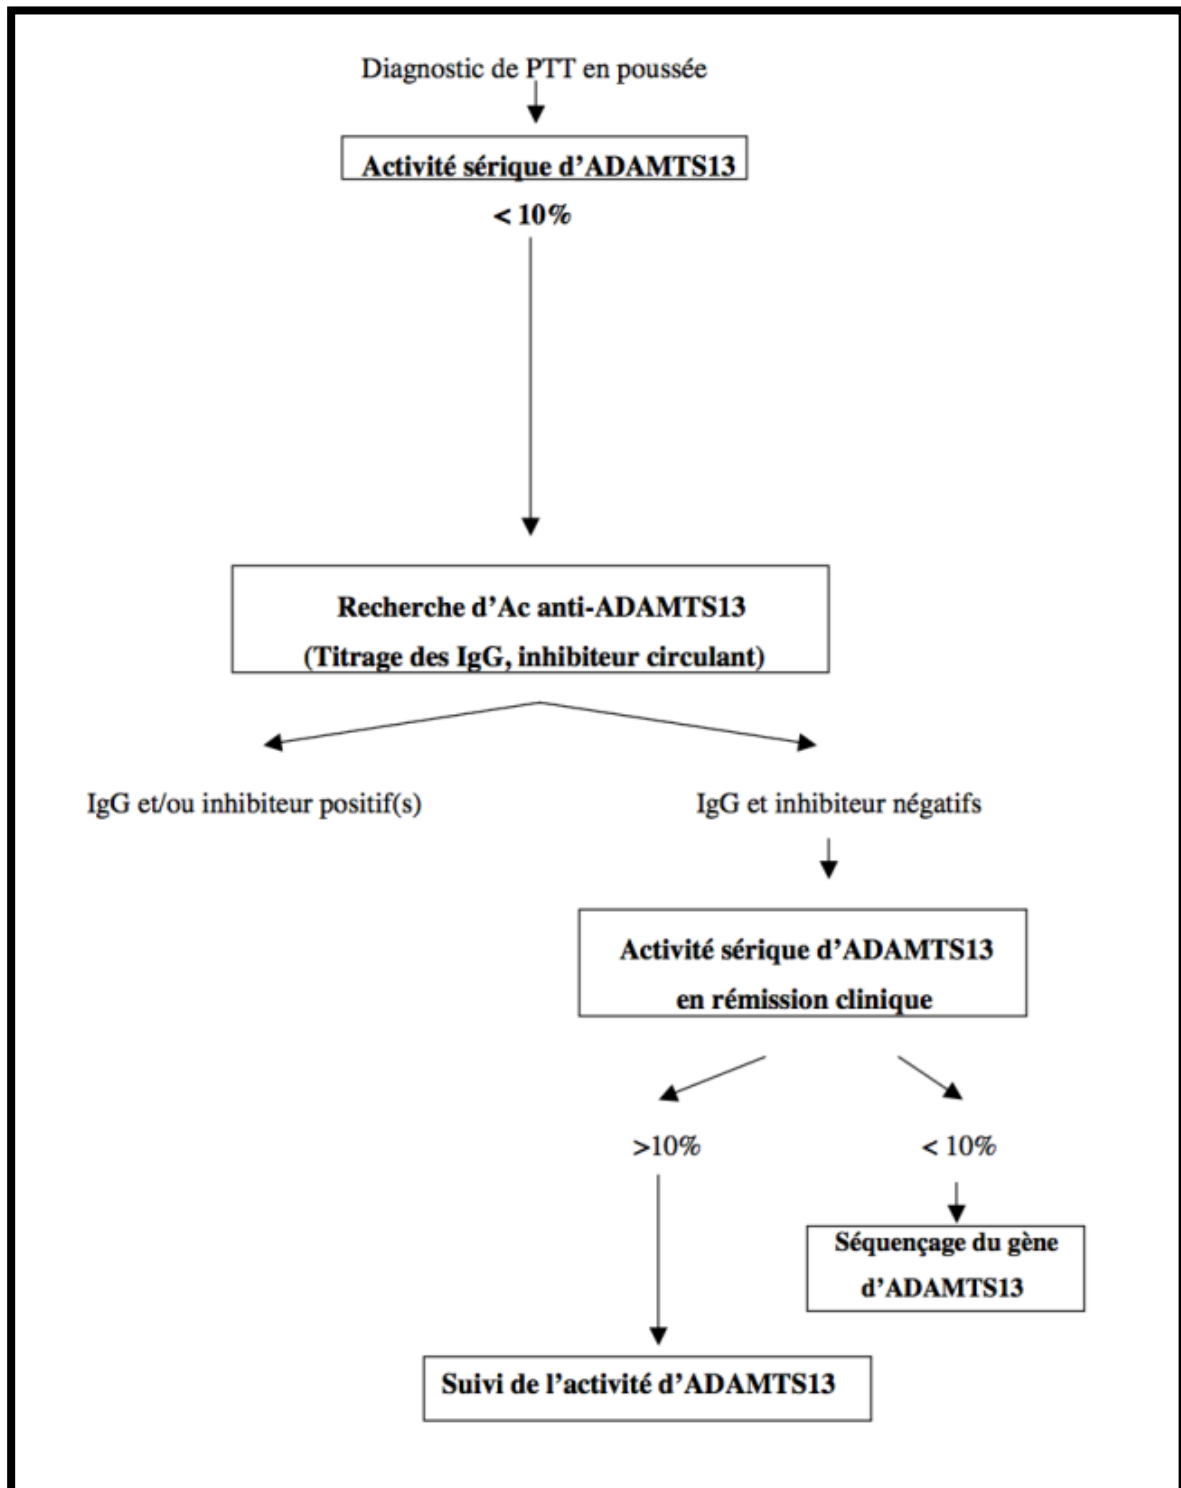 Diagnostic de PTT en poussée
Activité sérique d’ADAMTS13
< 10%
Recherche d’Ac anti-ADAMTS13
(Titrage des IgG, inhibiteur circulant)
IgG et/ou inhibiteur positif(s)
IgG et inhibiteur négatifs
Activité sérique d’ADAMTS13
en rémission clinique
>10%
< 10%
Séquençage du gène
d’ADAMTS13
Suivi de l’activité d’ADAMTS13